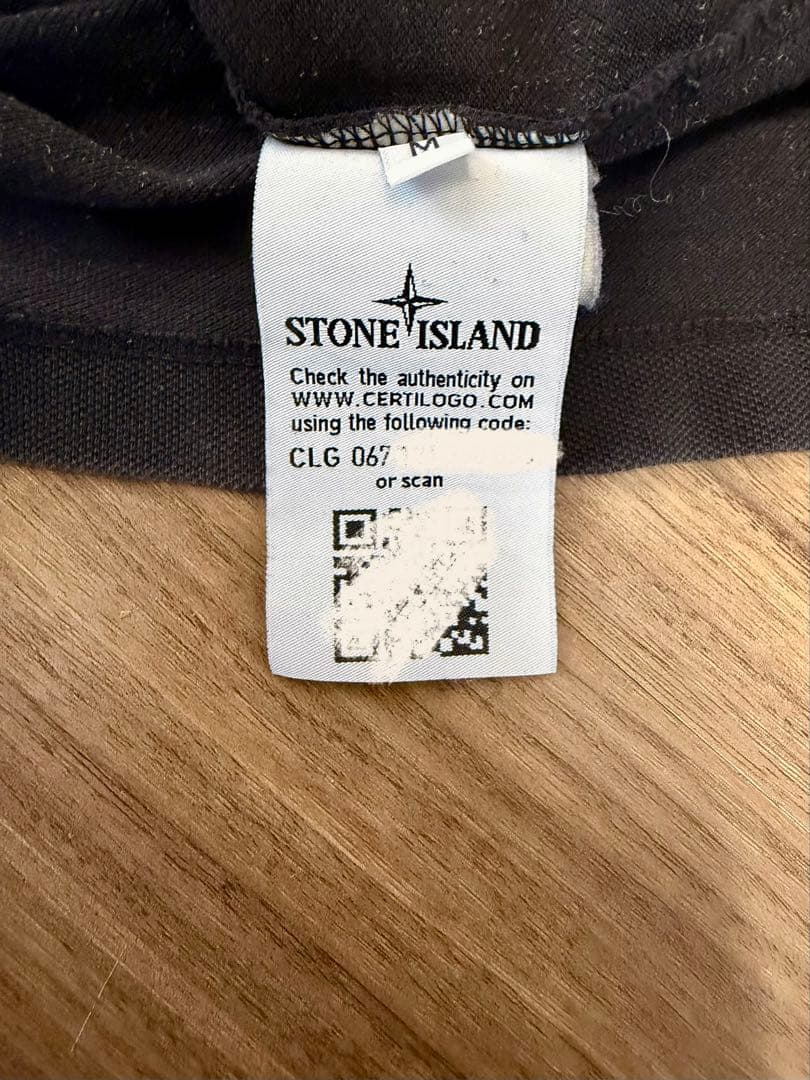 M
STONE ISLAND
Check the authenticity on
WWW.CERTILOGO.COM
using the following code:
CLG 067
or scan